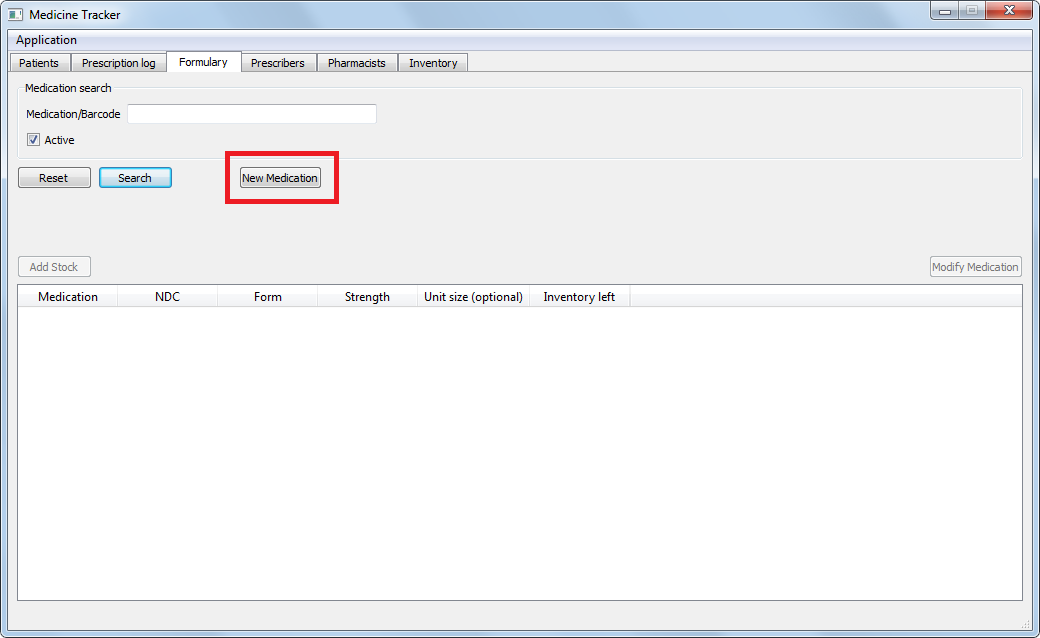 Medicine Tracker
Application
Patients Prescription log Formulary Prescribers Pharmacists Inventory
Medication search
Medication/Barcode
Active
Reset Search New Medication
Add Stock Modify Medication
Medication NDC Form Strength Unit size (optional) Inventory left